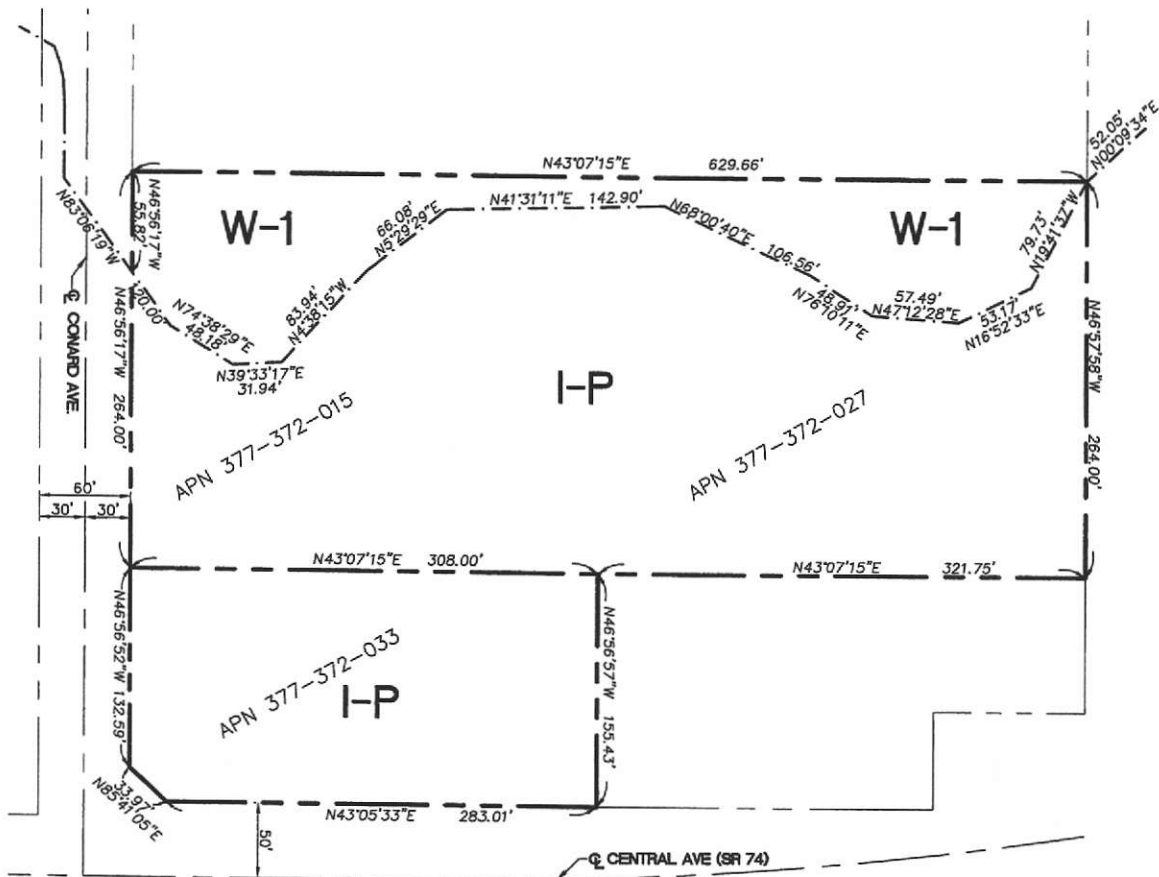 52.05'
N00°09'34"E
N43°07'15"E 629.66'
N83°06'19"W
N46°56'17"W
55.82'
W-1
66.08'
N5°29'29"E
N41°31'11"E 142.90'
N68°00'40"E
106.56'
W-1
79.73'
N19°41'37"W
48.91'
N76°10'11"E
57.49'
N47°12'28"E
53.17'
N16°52'33"E
20.00'
N74°38'29"E
48.18'
83.94'
N4°38'15"W
N39°33'17"E
31.94'
℄ CONARD AVE.
N46°56'17"W 264.00'
I-P
N46°57'58"W 264.00'
APN 377-372-015
APN 377-372-027
60'
30'
30'
N43°07'15"E 308.00'
N43°07'15"E 321.75'
N46°56'52"W 132.59'
APN 377-372-033
I-P
N46°56'57"W 155.43'
33.97'
N85°41'05"E
N43°05'33"E 283.01'
50'
℄ CENTRAL AVE (SR 74)